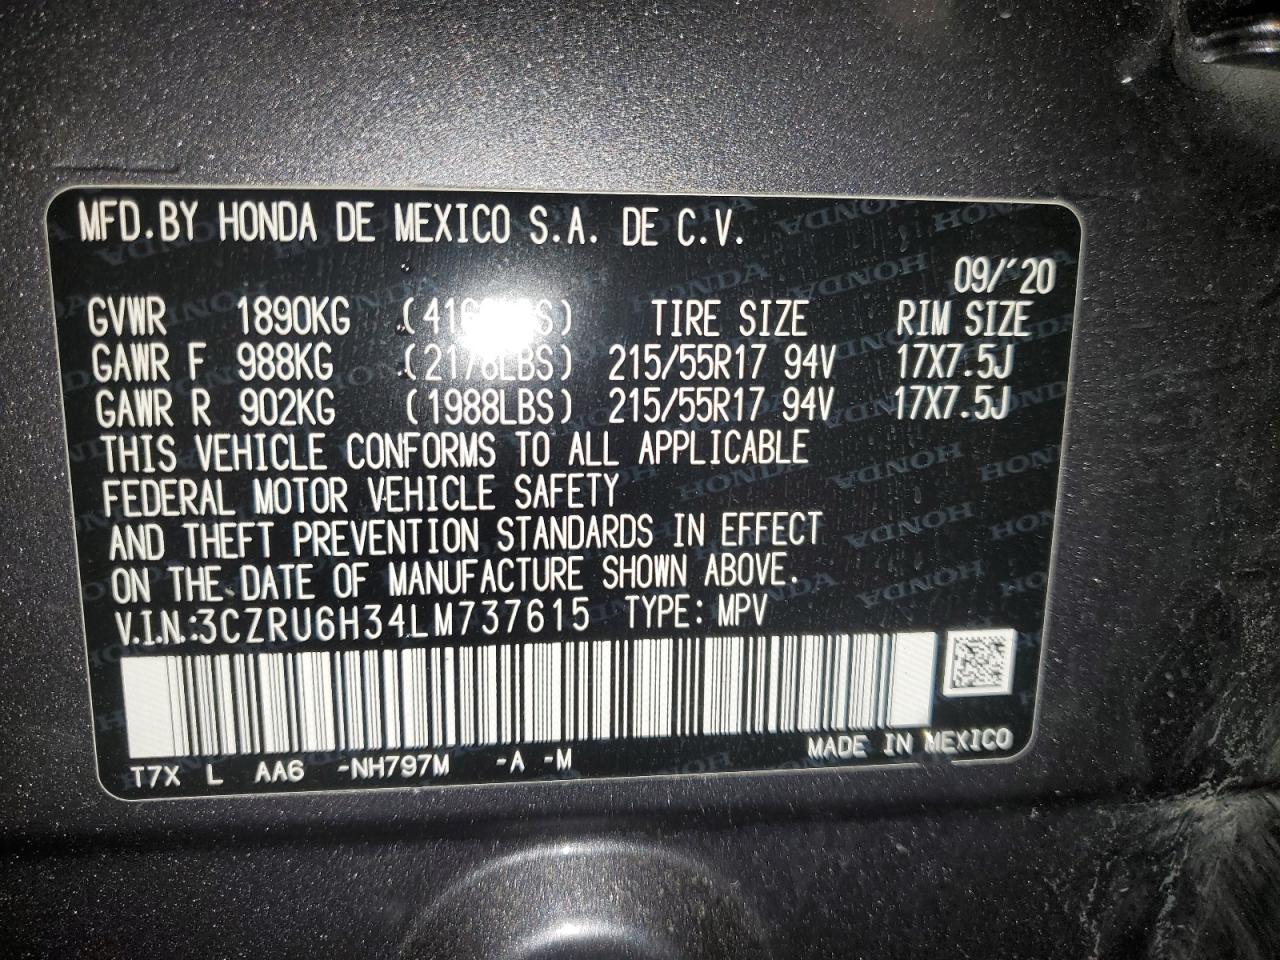 MFD.BY HONDA DE MEXICO S.A. DE C.V.
09/'20
GVWR 1890KG TIRE SIZE RIM SIZE
GAWR F 988KG (2178LBS) 215/55R17 94V 17X7.5J
GAWR R 902KG (1988LBS) 215/55R17 94V 17X7.5J
THIS VEHICLE CONFORMS TO ALL APPLICABLE
FEDERAL MOTOR VEHICLE SAFETY
AND THEFT PREVENTION STANDARDS IN EFFECT
ON THE DATE OF MANUFACTURE SHOWN ABOVE.
V.I.N.:3CZRU6H34LM737615 TYPE: MPV
MADE IN MEXICO
T7X L AA6 -NH797M -A -M